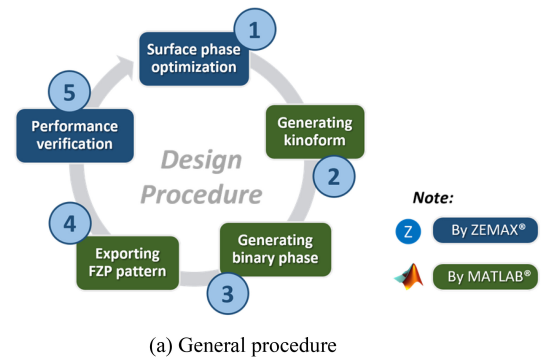 1
Surface phase
optimization
5
Performance
verification
Generating
kinoform
2
Design
Procedure
4
Exporting
FZP pattern
Generating
binary phase
3
Note:
Z
By ZEMAX®
By MATLAB®
(a) General procedure